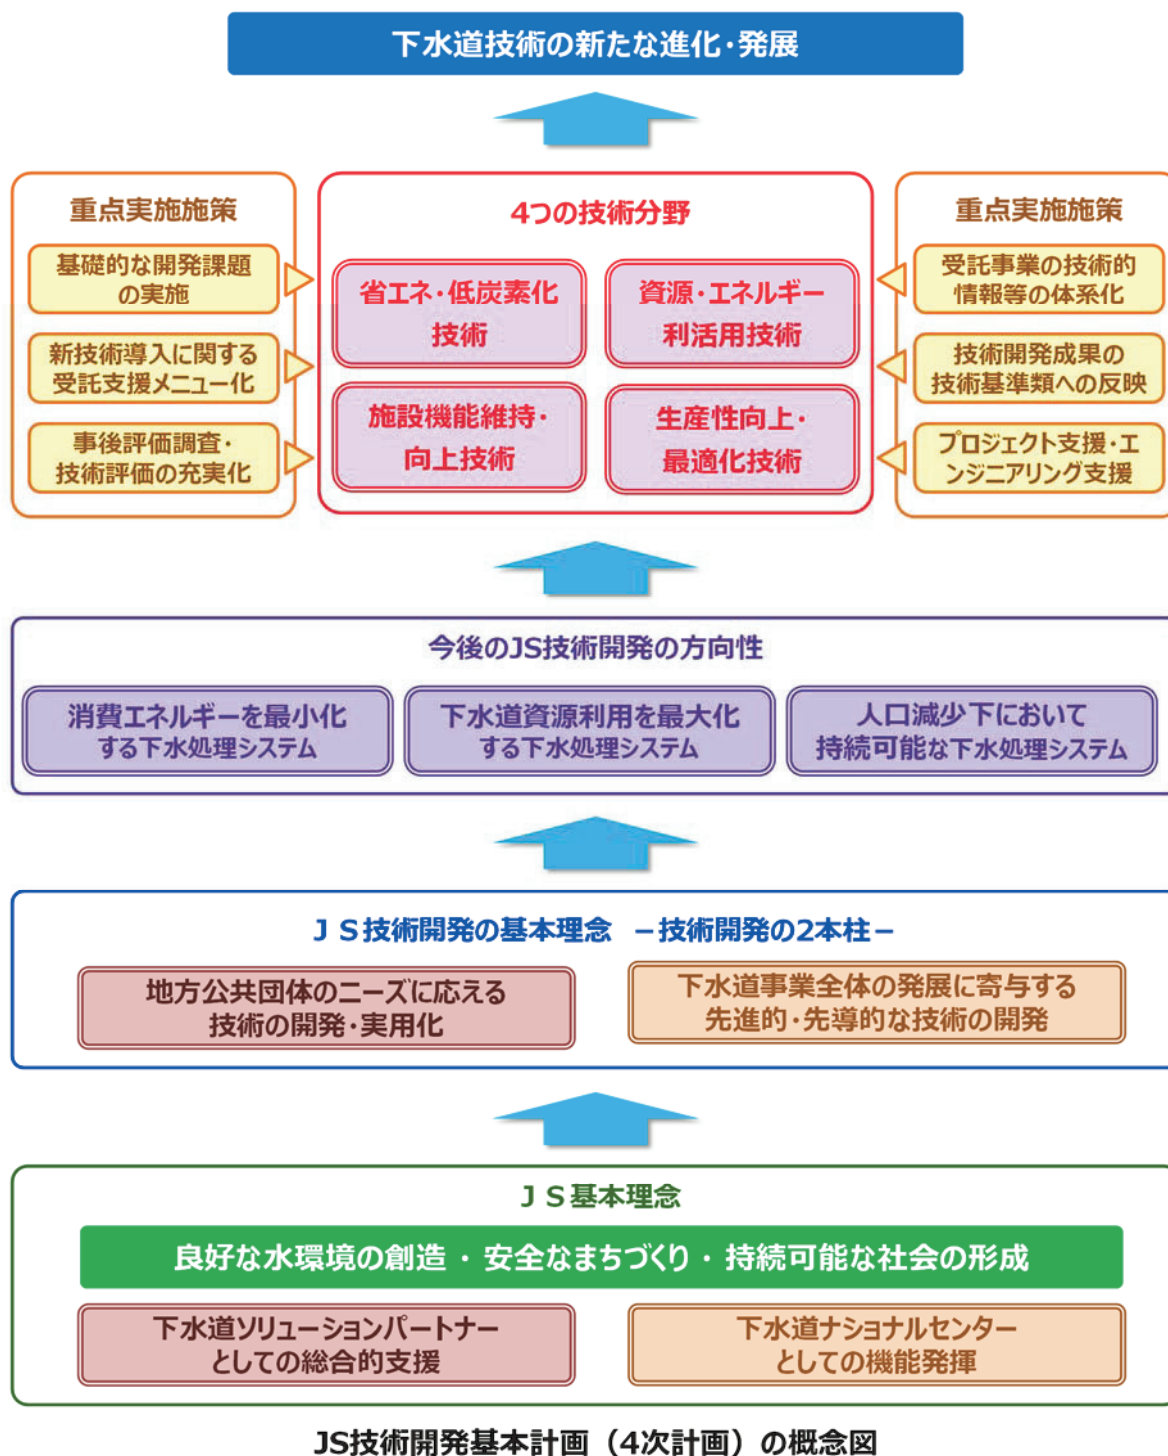 下水道技術の新たな進化・発展
重点実施施策
基礎的な開発課題
の実施
新技術導入に関する
受託支援メニュー化
事後評価調査・
技術評価の充実化
4つの技術分野
省エネ・低炭素化
技術
資源・エネルギー
利活用技術
施設機能維持・
向上技術
生産性向上・
最適化技術
重点実施施策
受託事業の技術的
情報等の体系化
技術開発成果の
技術基準類への反映
プロジェクト支援・エ
ンジニアリング支援
今後のJS技術開発の方向性
消費エネルギーを最小化
する下水処理システム
下水道資源利用を最大化
する下水処理システム
人口減少下において
持続可能な下水処理システム
ＪＳ技術開発の基本理念 －技術開発の2本柱－
地方公共団体のニーズに応える
技術の開発・実用化
下水道事業全体の発展に寄与する
先進的・先導的な技術の開発
ＪＳ基本理念
良好な水環境の創造 ・ 安全なまちづくり ・ 持続可能な社会の形成
下水道ソリューションパートナー
としての総合的支援
下水道ナショナルセンター
としての機能発揮
JS技術開発基本計画（4次計画）の概念図